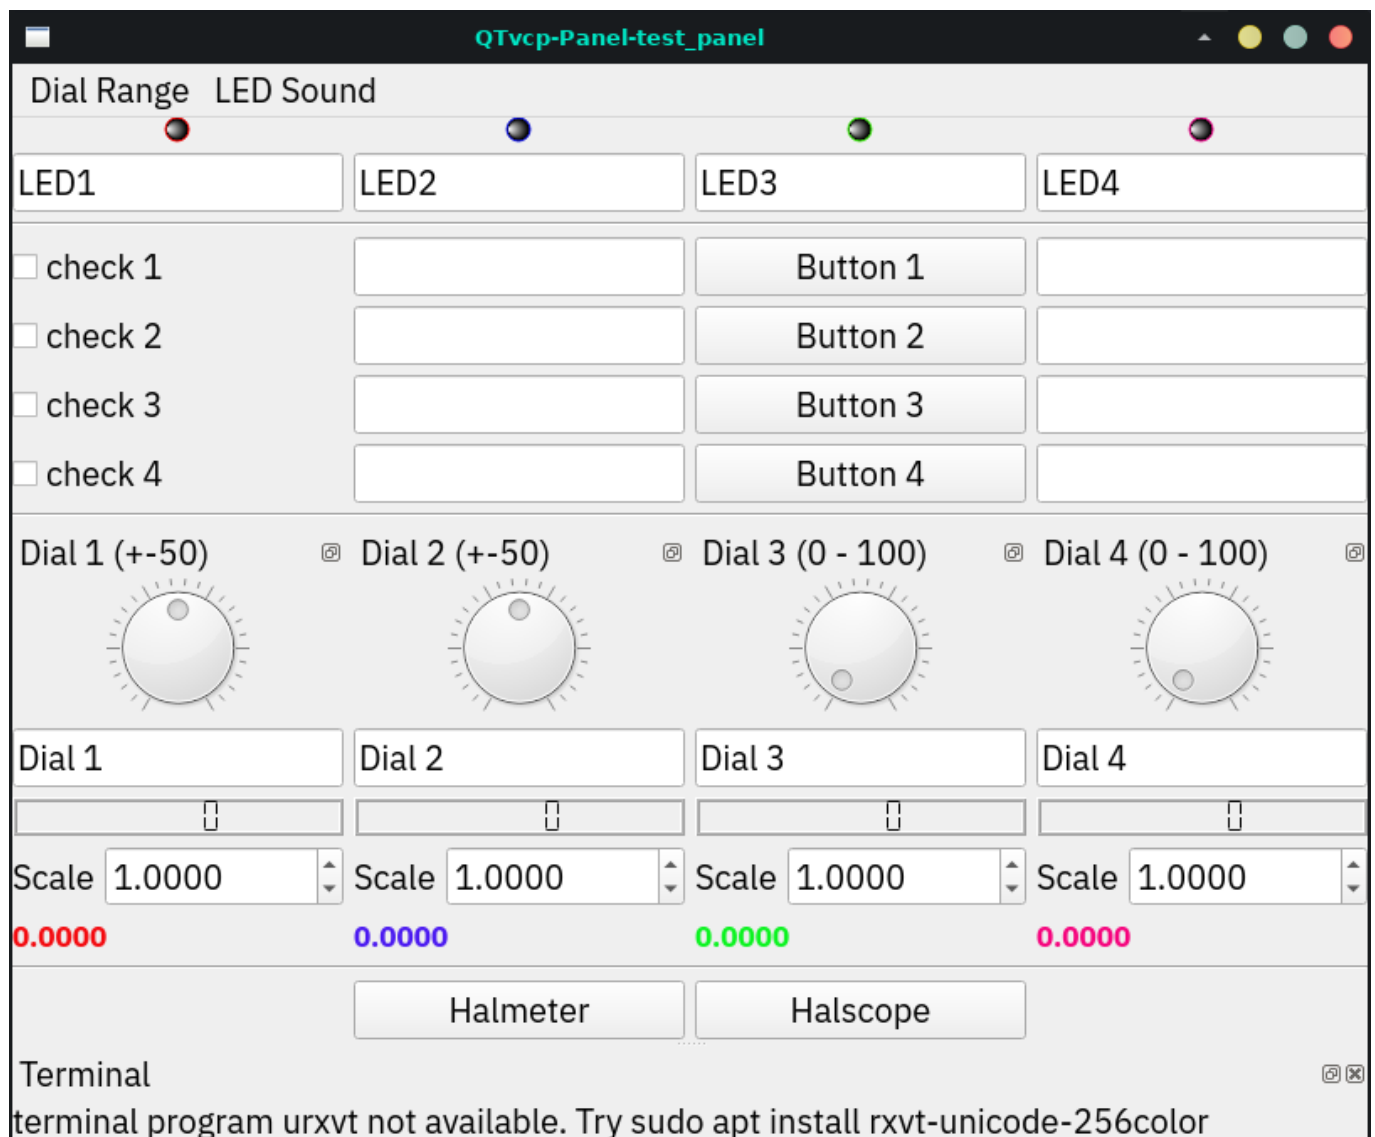 QTvcp-Panel-test_panel
Dial Range LED Sound
LED1 LED2 LED3 LED4
check 1 Button 1
check 2 Button 2
check 3 Button 3
check 4 Button 4
Dial 1 (+-50) Dial 2 (+-50) Dial 3 (0 - 100) Dial 4 (0 - 100)
Dial 1 Dial 2 Dial 3 Dial 4
0 0 0 0
Scale 1.0000 Scale 1.0000 Scale 1.0000 Scale 1.0000
0.0000 0.0000 0.0000 0.0000
Halmeter Halscope
Terminal
terminal program urxvt not available. Try sudo apt install rxvt-unicode-256color